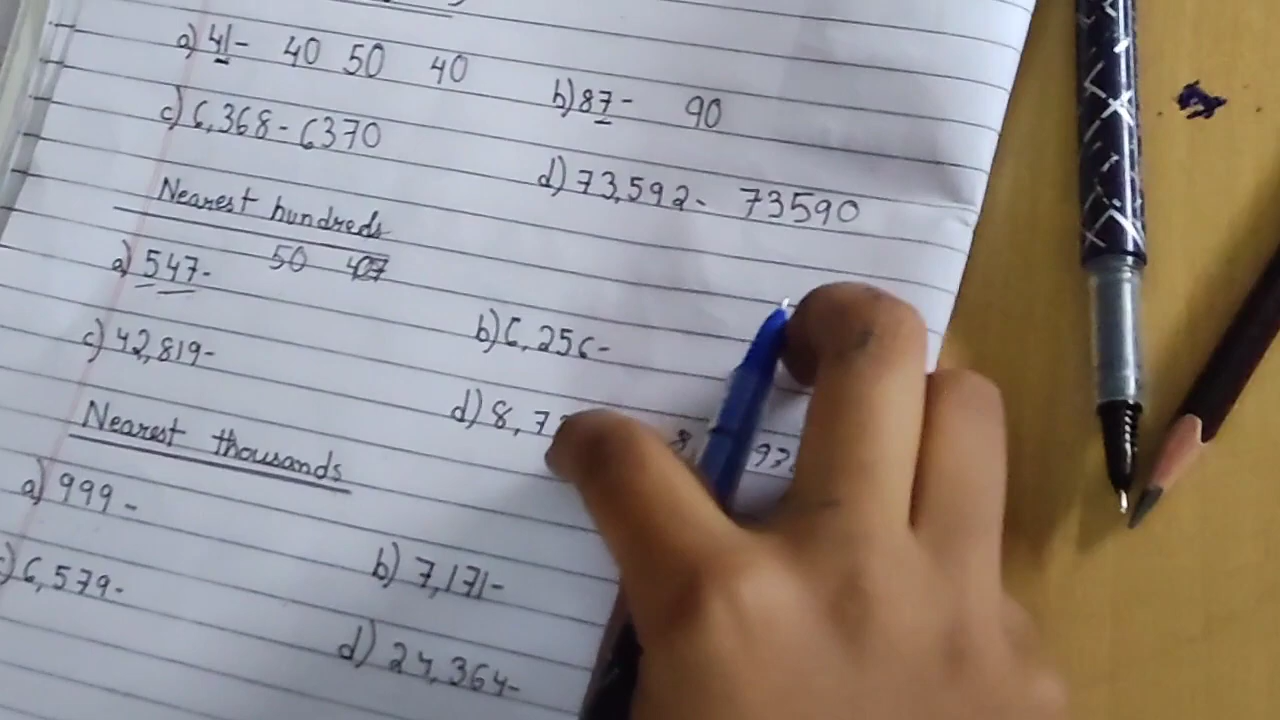 a) 41- 40 50 40
b) 87- 90
c) 6,368 - 6370
d) 73,592- 73590
Nearest hundreds
a) 547- 50
b) 6,256-
c) 42,819-
d) 8,7
Nearest thousands
a) 999-
b) 7,171-
c) 6,579-
d) 24,364-